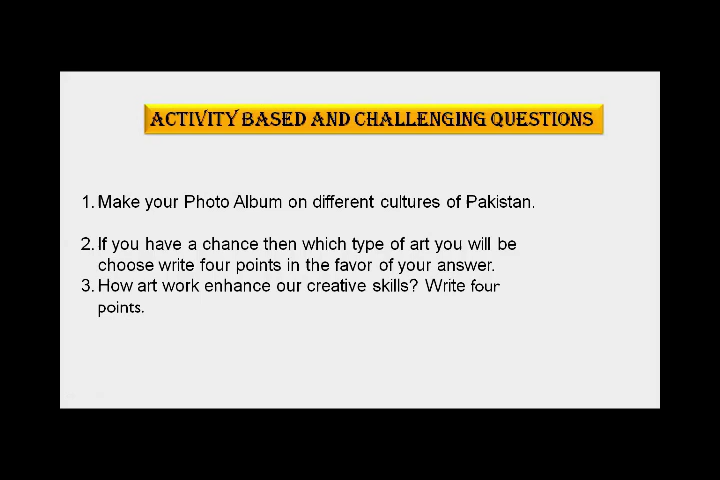 ACTIVITY BASED AND CHALLENGING QUESTIONS
1. Make your Photo Album on different cultures of Pakistan.
2. If you have a chance then which type of art you will be
choose write four points in the favor of your answer.
3. How art work enhance our creative skills? Write four
points.